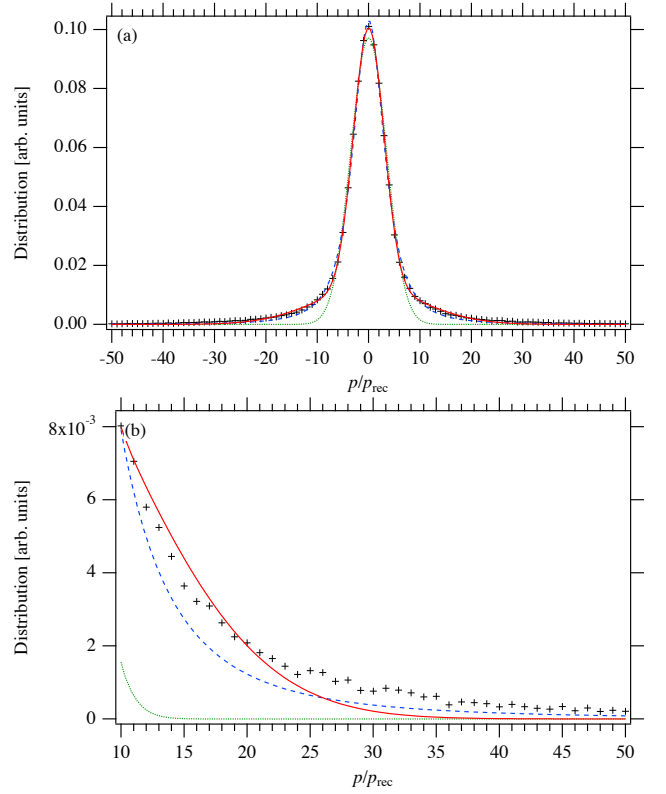 (a)
0.10
0.08
0.06
0.04
0.02
0.00
Distribution [arb. units]
-50 -40 -30 -20 -10 0 10 20 30 40 50
p/prec
(b)
8x10-3
6
4
2
0
Distribution [arb. units]
10 15 20 25 30 35 40 45 50
p/prec